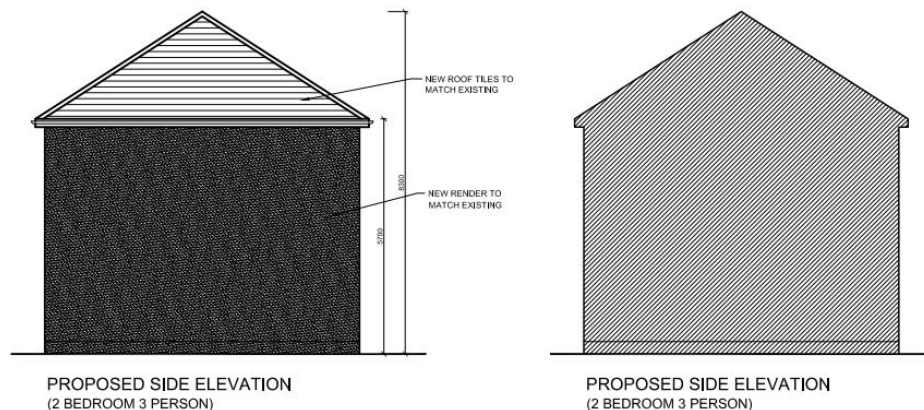 NEW ROOF TILES TO
MATCH EXISTING
NEW RENDER TO
MATCH EXISTING
8300
5700
PROPOSED SIDE ELEVATION
(2 BEDROOM 3 PERSON)
PROPOSED SIDE ELEVATION
(2 BEDROOM 3 PERSON)